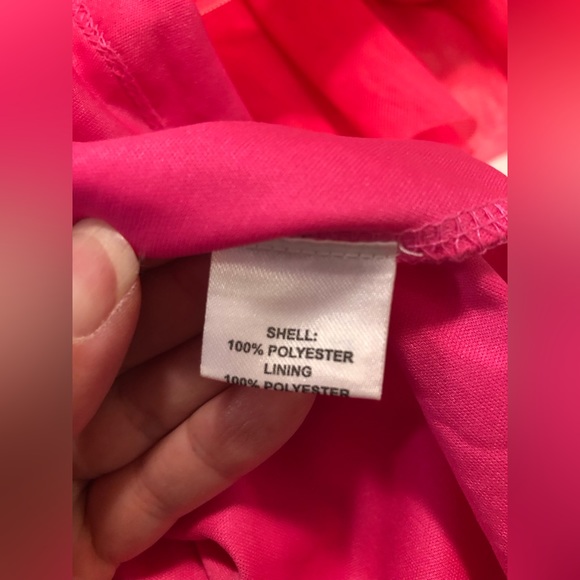 SHELL:
100% POLYESTER
LINING
100% POLYESTER